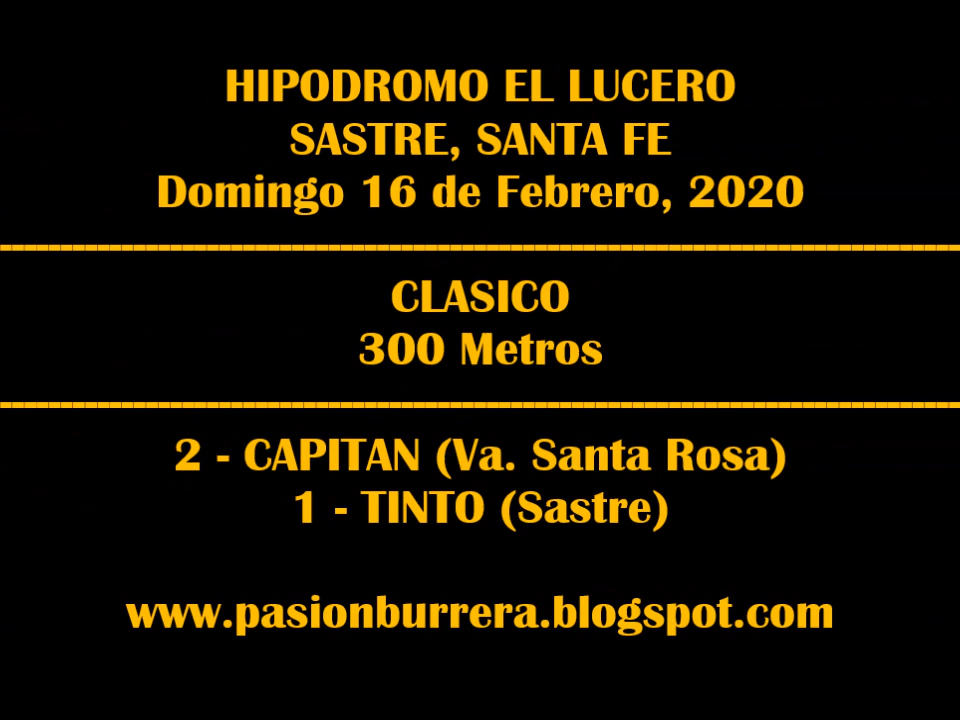 HIPODROMO EL LUCERO
SASTRE, SANTA FE
Domingo 16 de Febrero, 2020
CLASICO
300 Metros
2 - CAPITAN (Va. Santa Rosa)
1 - TINTO (Sastre)
www.pasionburrera.blogspot.com